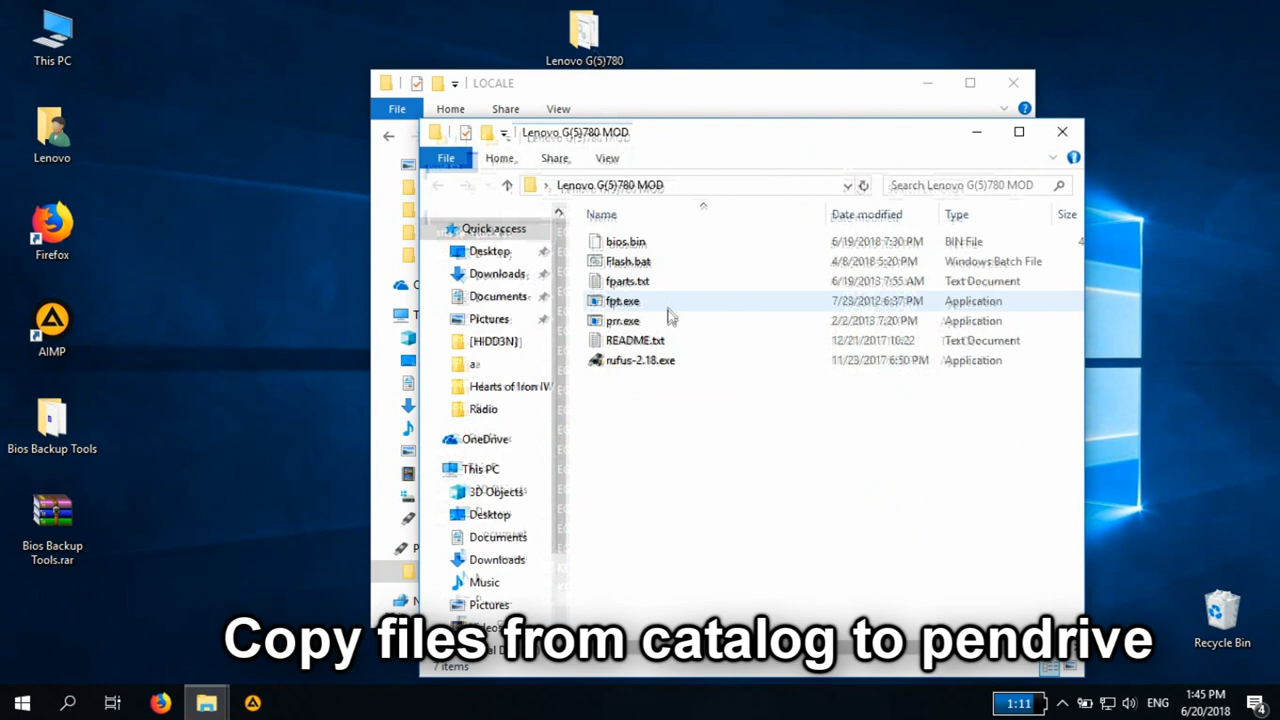 This PC
Lenovo G(5)780
LOCALE
File Home Share View
Lenovo
Lenovo G(5)780 MOD
File Home Share View
Lenovo G(5)780 MOD
Search Lenovo G(5)780 MOD
Name Date modified Type Size
Quick access
bios.bin 6/19/2018 7:30 PM BIN File 4
Firefox
Desktop
Flash.bat 4/8/2018 5:20 PM Windows Batch File
Downloads
fparts.txt 6/19/2013 7:55 AM Text Document
Documents
fpt.exe 7/23/2012 6:37 PM Application
Pictures
prr.exe 2/2/2013 7:20 PM Application
[HIDD3N]
README.txt 12/21/2017 10:22 Text Document
AIMP
aa
rufus-2.18.exe 11/23/2017 6:50 PM Application
Hearts of Iron IV
Radio
OneDrive
Bios Backup Tools
This PC
3D Objects
Desktop
Documents
Bios Backup
Tools.rar
Downloads
Music
Pictures
Copy files from catalog to pendrive
Recycle Bin
7 items
1:11
ENG
1:45 PM
6/20/2018
4